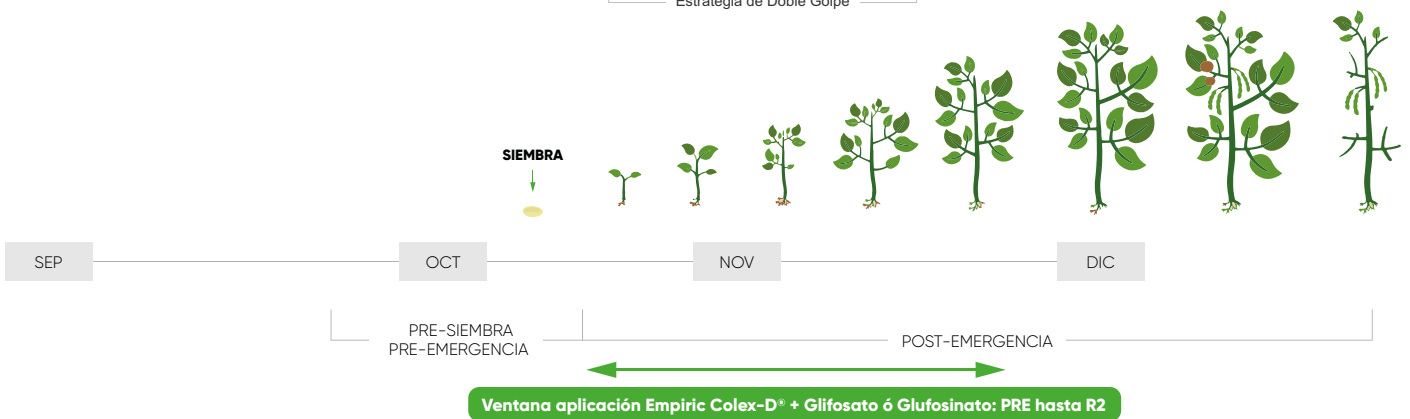 Estrategia de Doble Golpe
SIEMBRA
SEP
OCT
NOV
DIC
PRE-SIEMBRA
PRE-EMERGENCIA
POST-EMERGENCIA
Ventana aplicación Empiric Colex-D® + Glifosato ó Glufosinato: PRE hasta R2